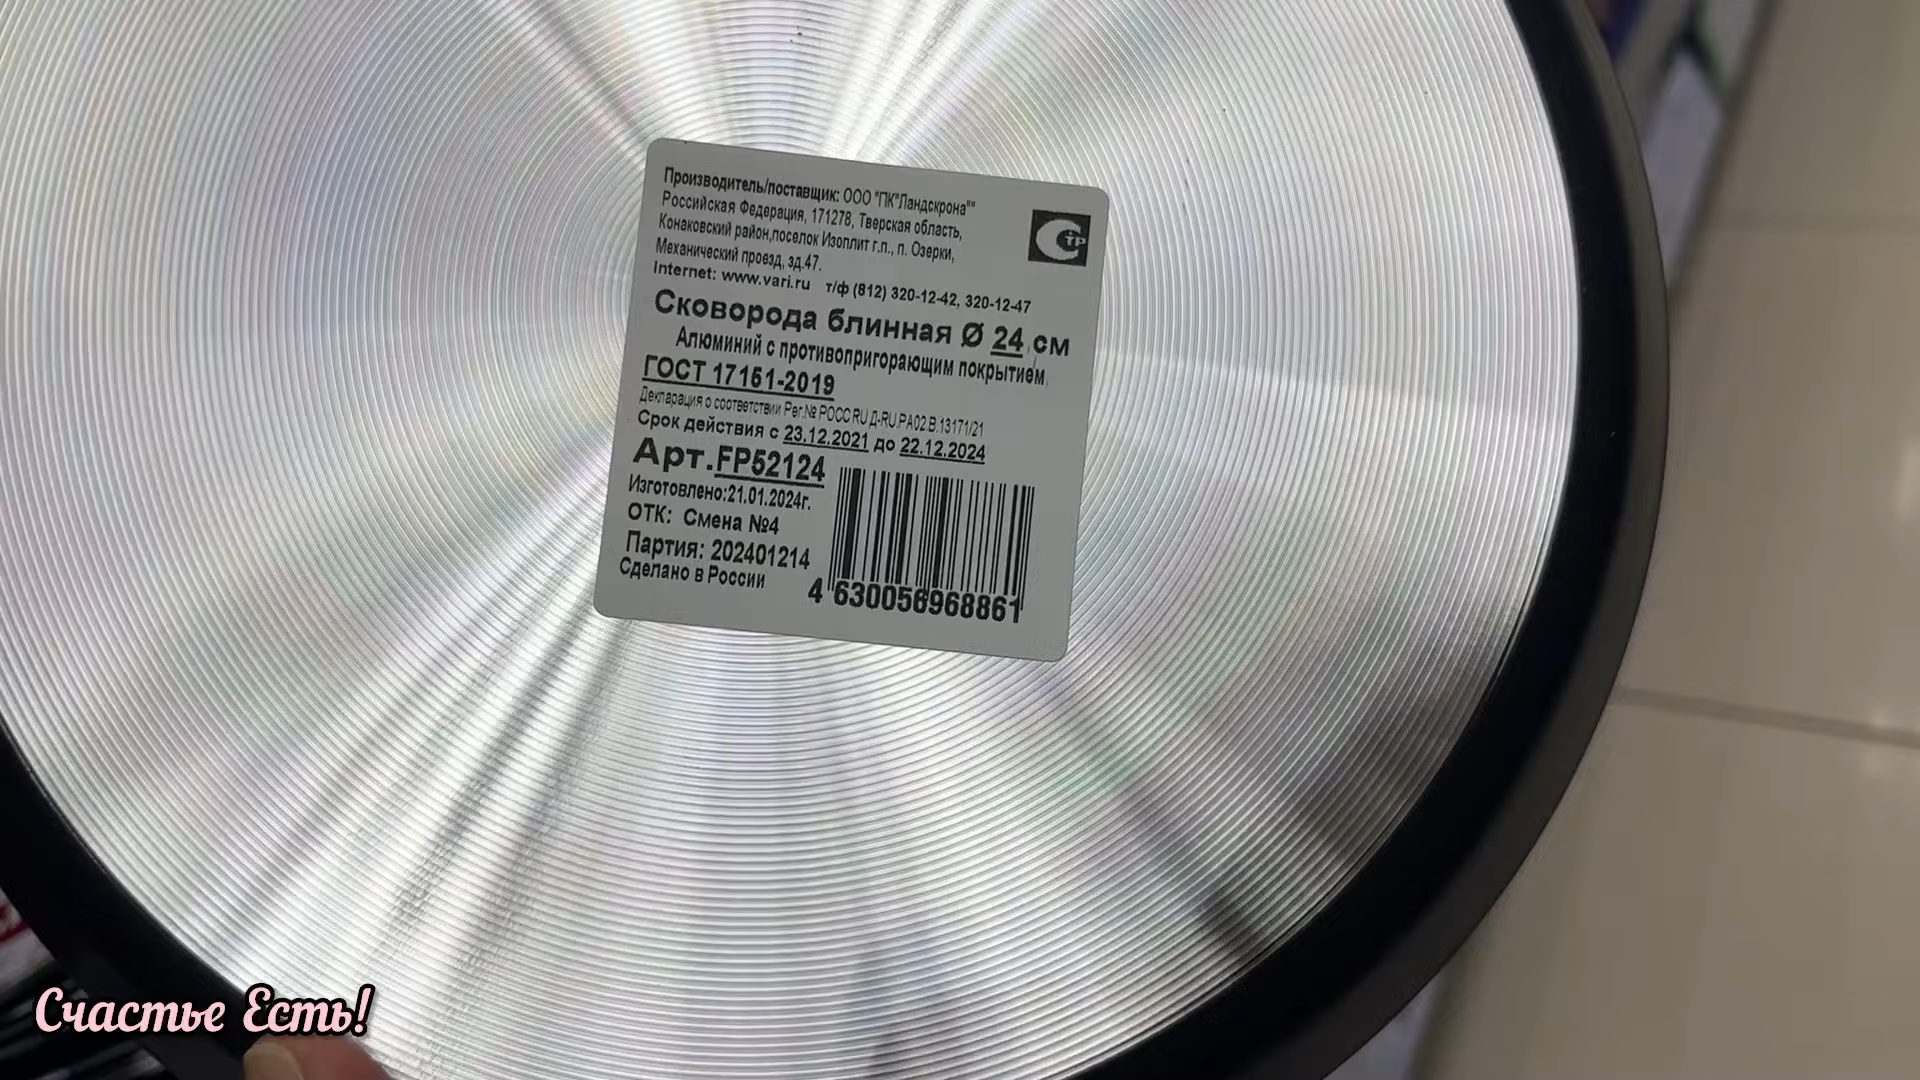 Производитель/поставщик: ООО "ПК"Ландскрона""
Российская Федерация, 171278, Тверская область,
Конаковский район,поселок Изоплит г.п., п. Озерки,
Механический проезд, зд.47.
Internet: www.vari.ru т/ф (812) 320-12-42, 320-12-47
СТР
Сковорода блинная Ø 24 см
Алюминий с противопригорающим покрытием.
ГОСТ 17151-2019
Декларация о соответствии Рег.№ РОСС RU Д-RU.РА02.В.13171/21
Срок действия с 23.12.2021 до 22.12.2024
Арт.FP52124
Изготовлено:21.01.2024г.
ОТК: Смена №4
Партия: 202401214
Сделано в России
4 630056968861
Счастье Есть!